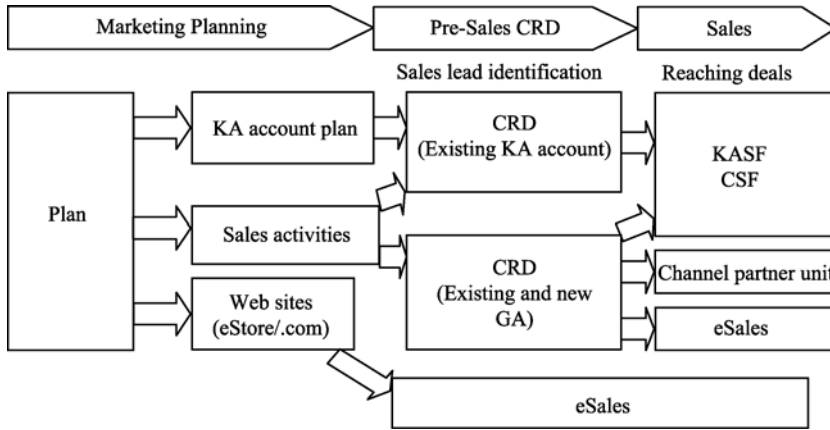 Marketing Planning
Pre-Sales CRD
Sales
Sales lead identification
Reaching deals
Plan
KA account plan
Sales activities
Web sites
(eStore/.com)
CRD
(Existing KA account)
CRD
(Existing and new
GA)
KASF
CSF
Channel partner unit
eSales
eSales